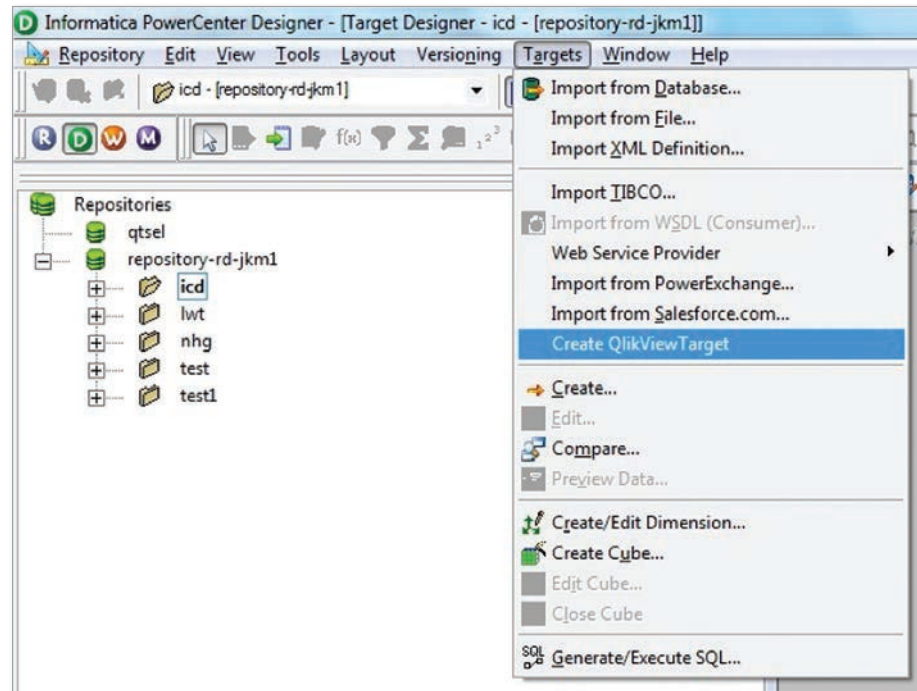 Informatica PowerCenter Designer - [Target Designer - icd - [repository-rd-jkm1]]
Repository Edit View Tools Layout Versioning Targets Window Help
icd - [repository-rd-jkm1]
R D W M f(x) Σ 1 2 3
Repositories
qtsel
repository-rd-jkm1
icd
lwt
nhg
test
test1
Import from Database...
Import from File...
Import XML Definition...
Import TIBCO...
Import from WSDL (Consumer)...
Web Service Provider
Import from PowerExchange...
Import from Salesforce.com...
Create QlikViewTarget
Create...
Edit...
Compare...
Preview Data...
Create/Edit Dimension...
Create Cube...
Edit Cube...
Close Cube
SQL Generate/Execute SQL...